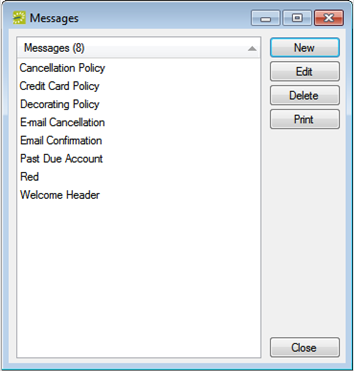 Messages
Messages (8)
Cancellation Policy
Credit Card Policy
Decorating Policy
E-mail Cancellation
Email Confirmation
Past Due Account
Red
Welcome Header
New
Edit
Delete
Print
Close